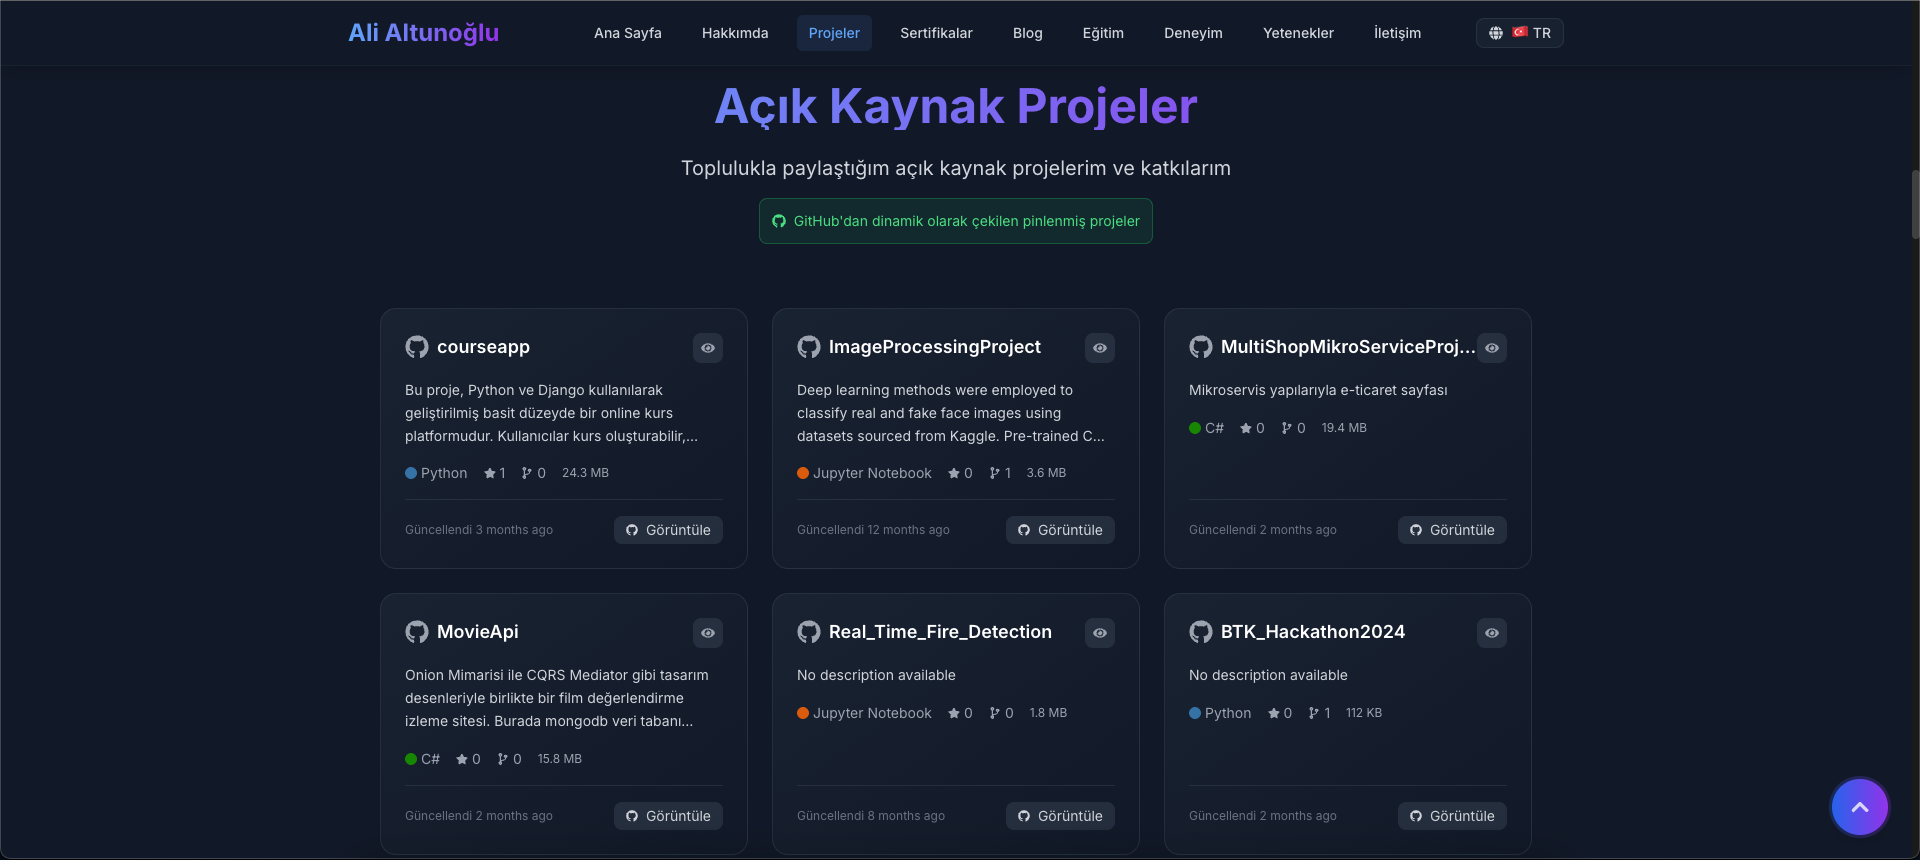 Ali Altunoğlu
Ana Sayfa
Hakkımda
Projeler
Sertifikalar
Blog
Eğitim
Deneyim
Yetenekler
İletişim
TR
Açık Kaynak Projeler
Toplulukla paylaştığım açık kaynak projelerim ve katkılarım
GitHub'dan dinamik olarak çekilen pinlenmiş projeler
courseapp
Bu proje, Python ve Django kullanılarak
geliştirilmiş basit düzeyde bir online kurs
platformudur. Kullanıcılar kurs oluşturabilir,...
Python 1 0 24.3 MB
Güncellendi 3 months ago
Görüntüle
ImageProcessingProject
Deep learning methods were employed to
classify real and fake face images using
datasets sourced from Kaggle. Pre-trained C...
Jupyter Notebook 0 1 3.6 MB
Güncellendi 12 months ago
Görüntüle
MultiShopMikroServiceProj...
Mikroservis yapılarıyla e-ticaret sayfası
C# 0 0 19.4 MB
Güncellendi 2 months ago
Görüntüle
MovieApi
Onion Mimarisi ile CQRS Mediator gibi tasarım
desenleriyle birlikte bir film değerlendirme
izleme sitesi. Burada mongodb veri tabanı...
C# 0 0 15.8 MB
Güncellendi 2 months ago
Görüntüle
Real_Time_Fire_Detection
No description available
Jupyter Notebook 0 0 1.8 MB
Güncellendi 8 months ago
Görüntüle
BTK_Hackathon2024
No description available
Python 0 1 112 KB
Güncellendi 2 months ago
Görüntüle